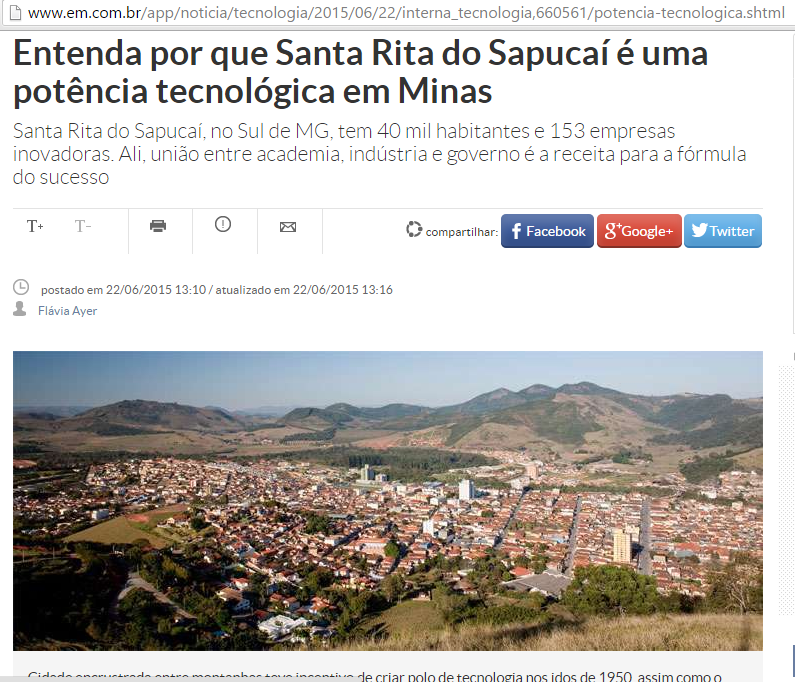 www.em.com.br/app/noticia/tecnologia/2015/06/22/interna_tecnologia,660561/potencia-tecnologica.shtml
Entenda por que Santa Rita do Sapucaí é uma
potência tecnológica em Minas
Santa Rita do Sapucaí, no Sul de MG, tem 40 mil habitantes e 153 empresas
inovadoras. Ali, união entre academia, indústria e governo é a receita para a fórmula
do sucesso
T+ T- compartilhar: Facebook Google+ Twitter
postado em 22/06/2015 13:10 / atualizado em 22/06/2015 13:16
Flávia Ayer
Cidade encrustrada entre montanhas teve incentivo de criar polo de tecnologia nos idos de 1950, assim como o